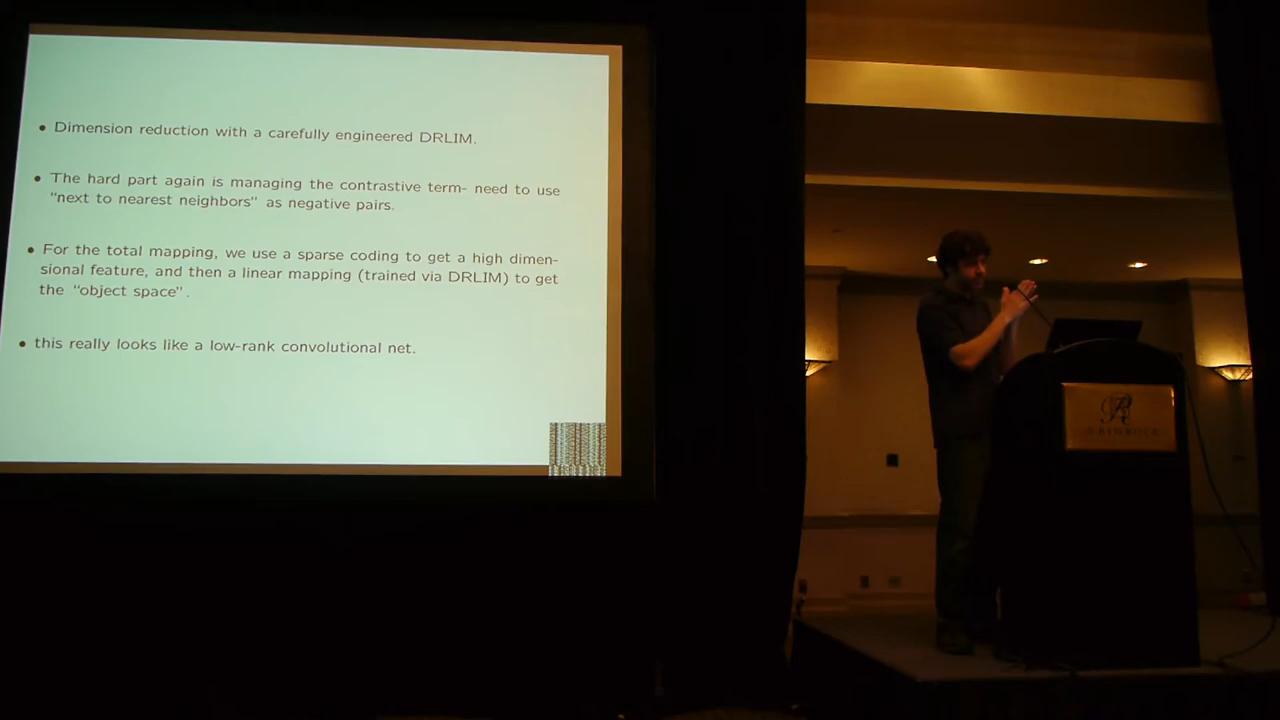 • Dimension reduction with a carefully engineered DRLIM.
• The hard part again is managing the contrastive term- need to use
“next to nearest neighbors” as negative pairs.
• For the total mapping, we use a sparse coding to get a high dimen-
sional feature, and then a linear mapping (trained via DRLIM) to get
the “object space”.
• this really looks like a low-rank convolutional net.